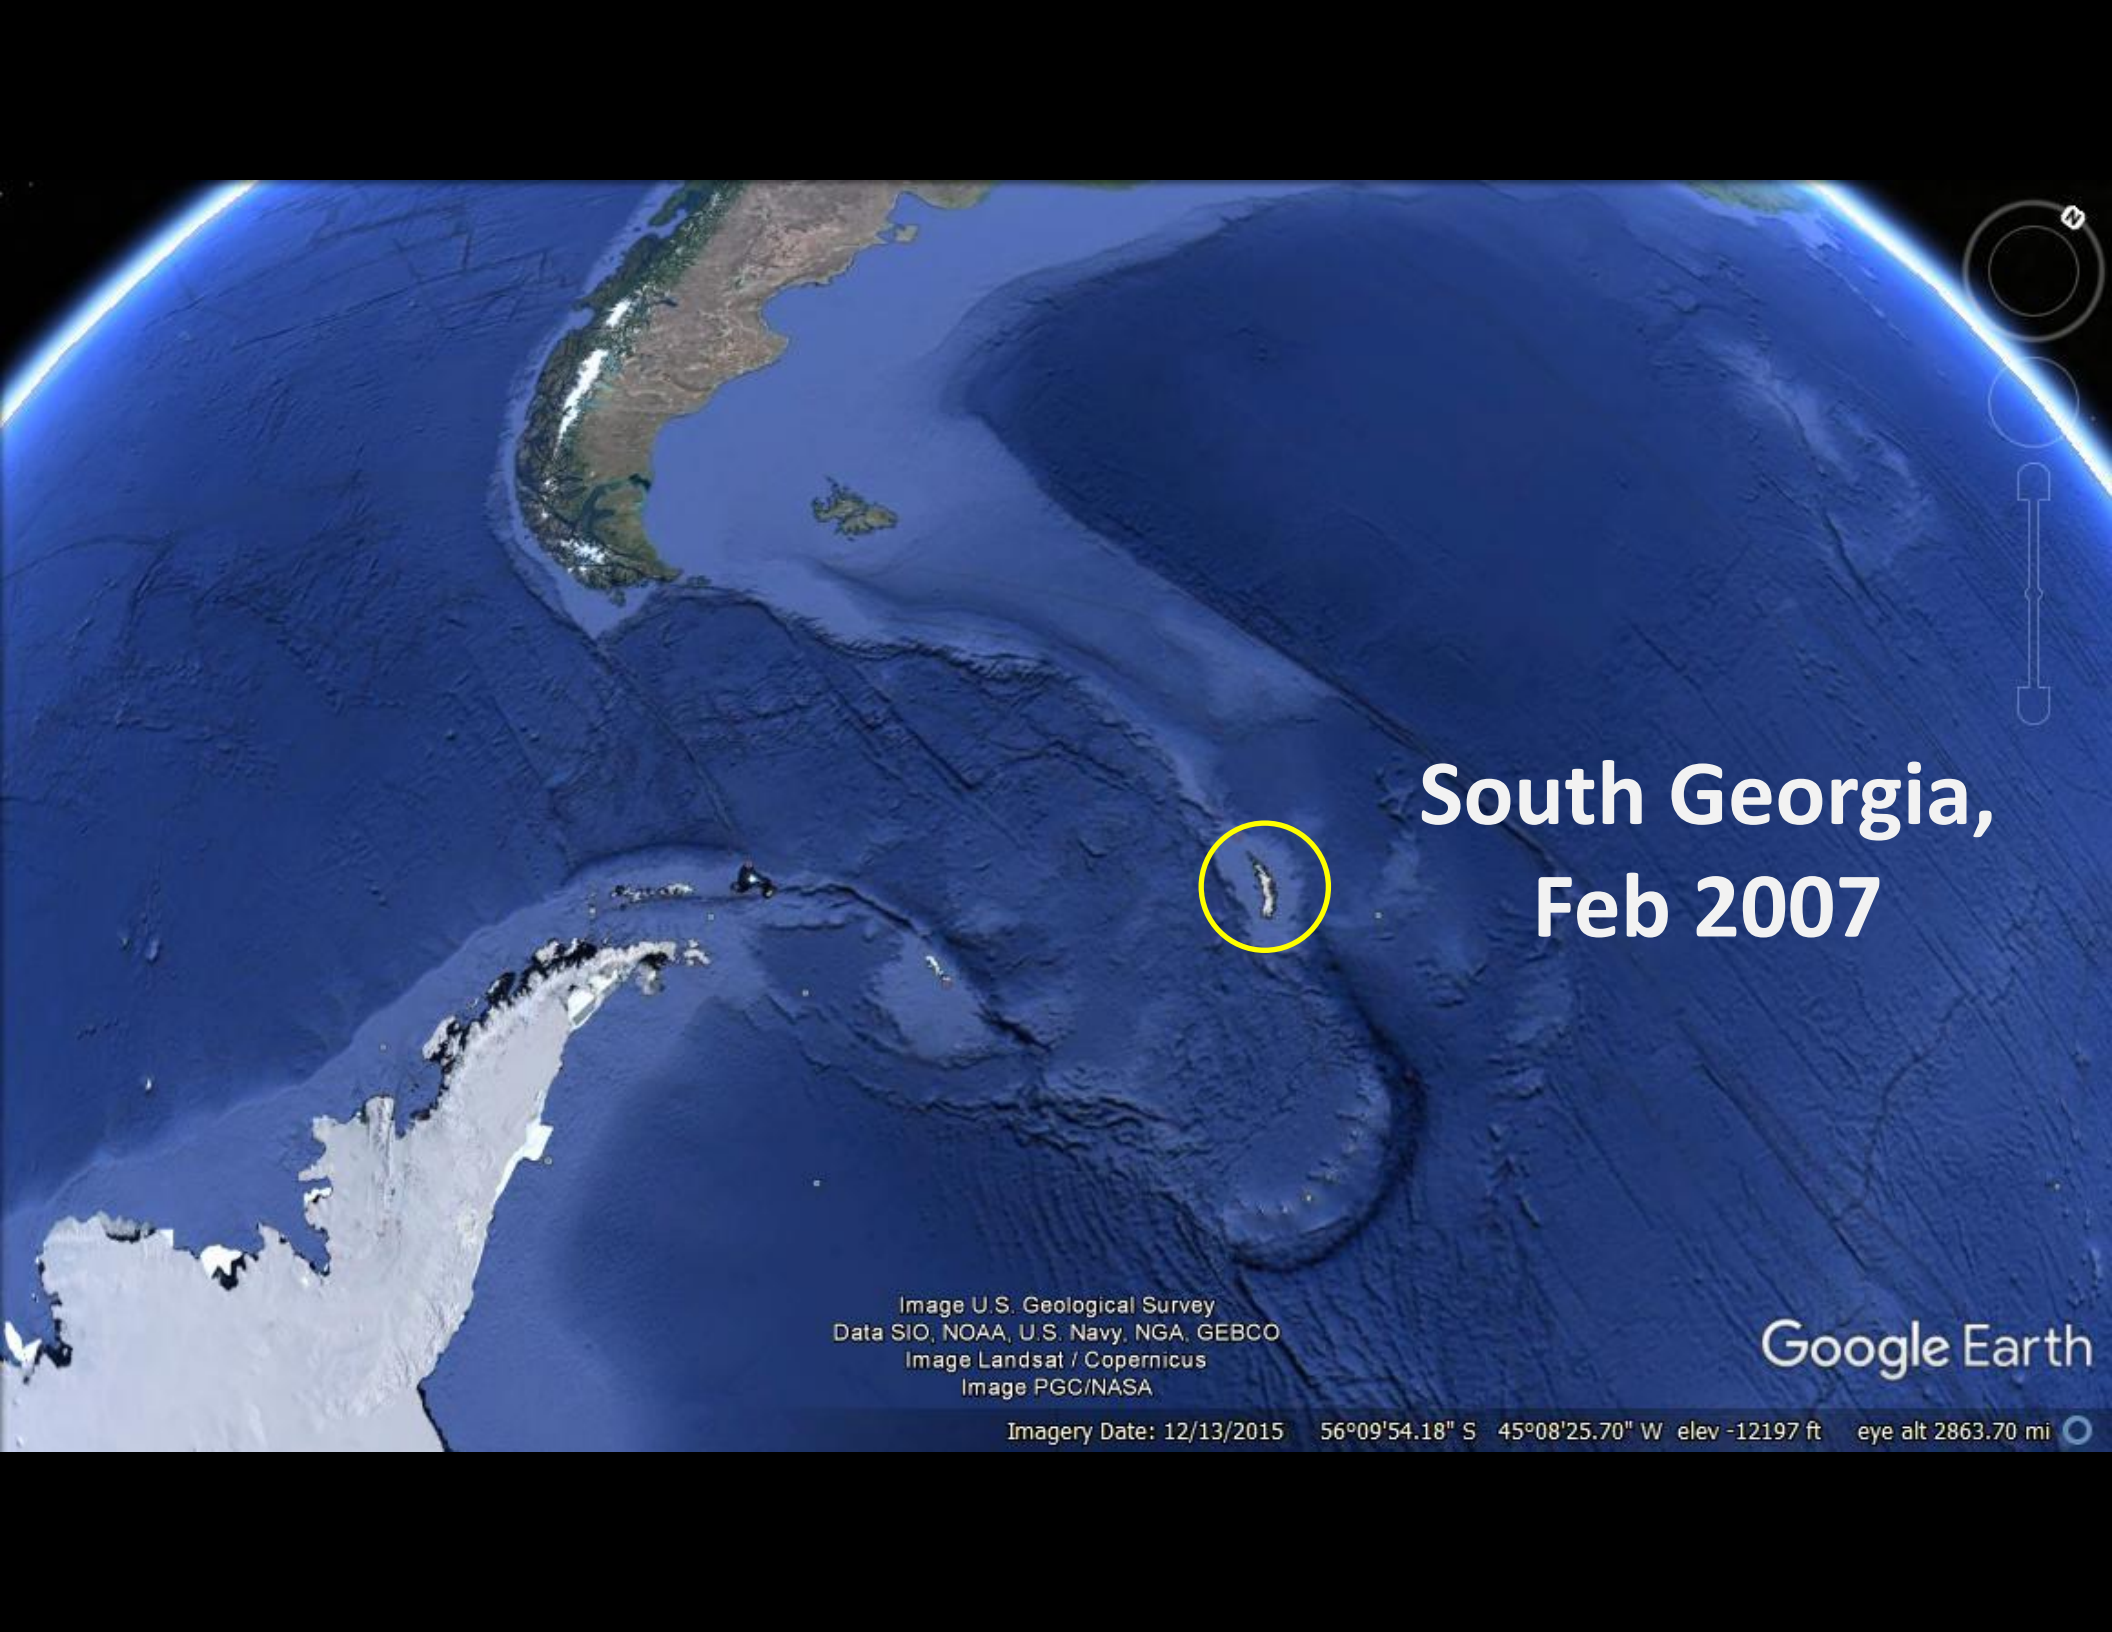 N
South Georgia,
Feb 2007
Image U.S. Geological Survey
Data SIO, NOAA, U.S. Navy, NGA, GEBCO
Image Landsat / Copernicus
Image PGC/NASA
Google Earth
Imagery Date: 12/13/2015 56°09'54.18" S 45°08'25.70" W elev -12197 ft eye alt 2863.70 mi